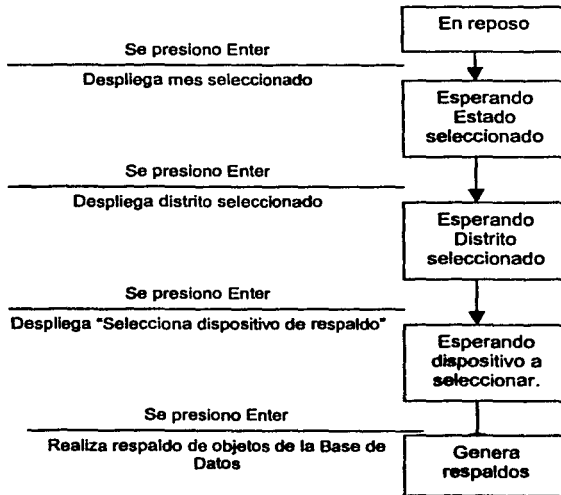 En reposo
Se presiono Enter
Despliega mes seleccionado
Esperando
Estado
seleccionado
Se presiono Enter
Despliega distrito seleccionado
Esperando
Distrito
seleccionado
Se presiono Enter
Despliega "Selecciona dispositivo de respaldo"
Esperando
dispositivo a
seleccionar.
Se presiono Enter
Realiza respaldo de objetos de la Base de
Datos
Genera
respaldos